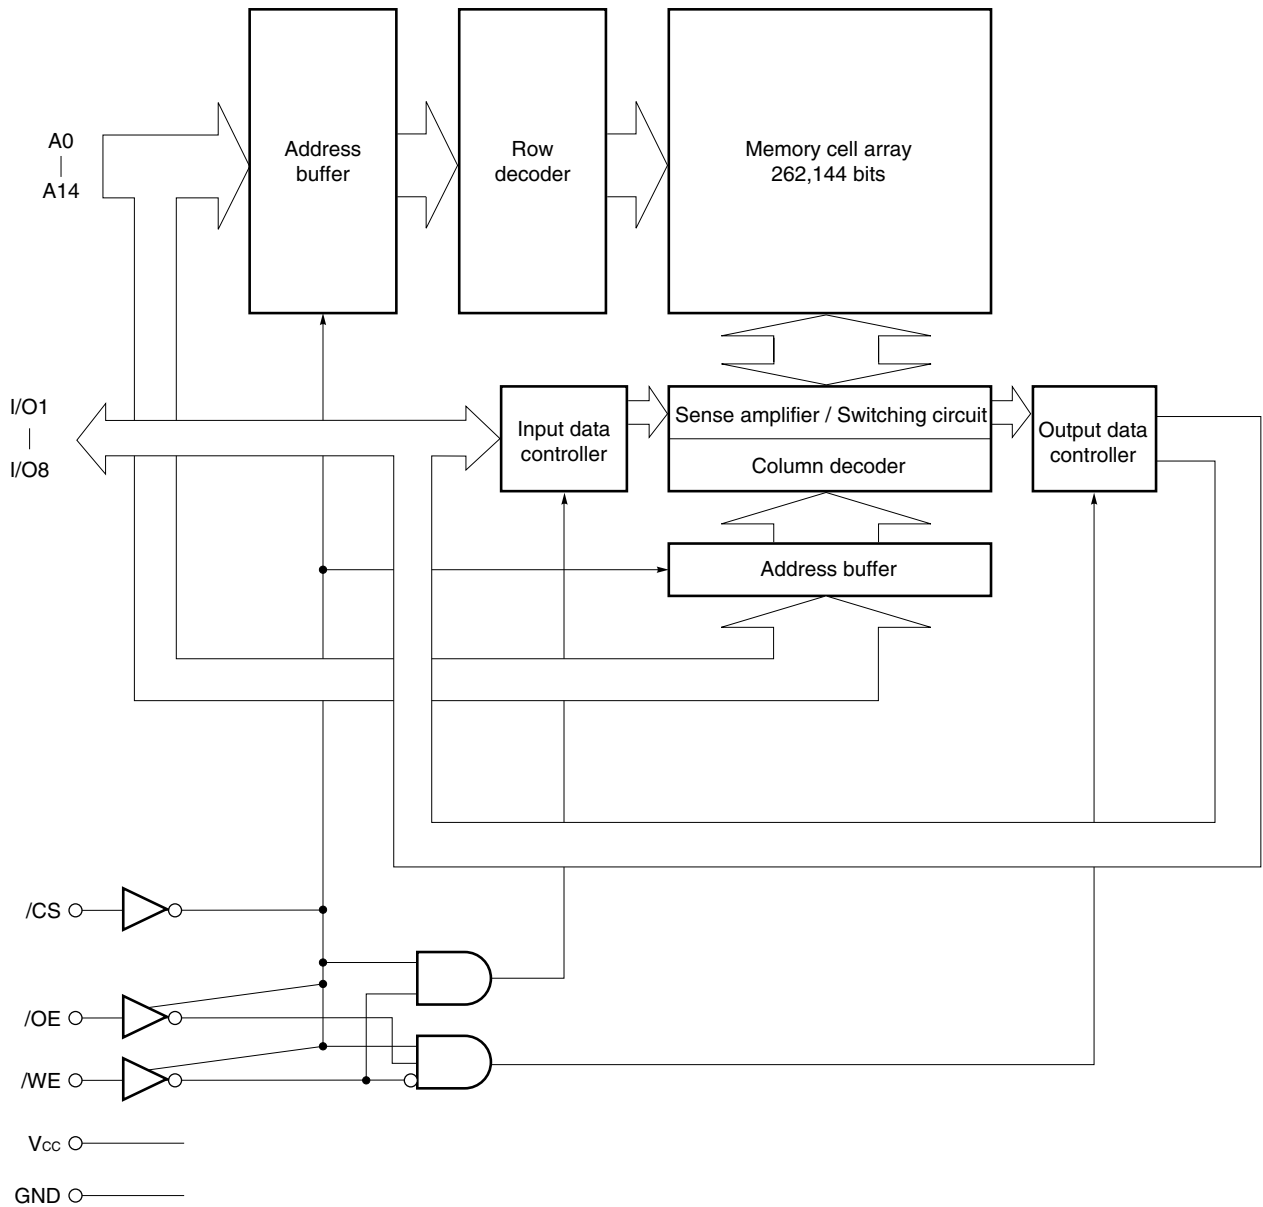 A0
A14
Address
buffer
Row
decoder
Memory cell array
262,144 bits
I/O1
I/O8
Input data
controller
Sense amplifier / Switching circuit
Column decoder
Output data
controller
Address buffer
/CS
/OE
/WE
VCC
GND